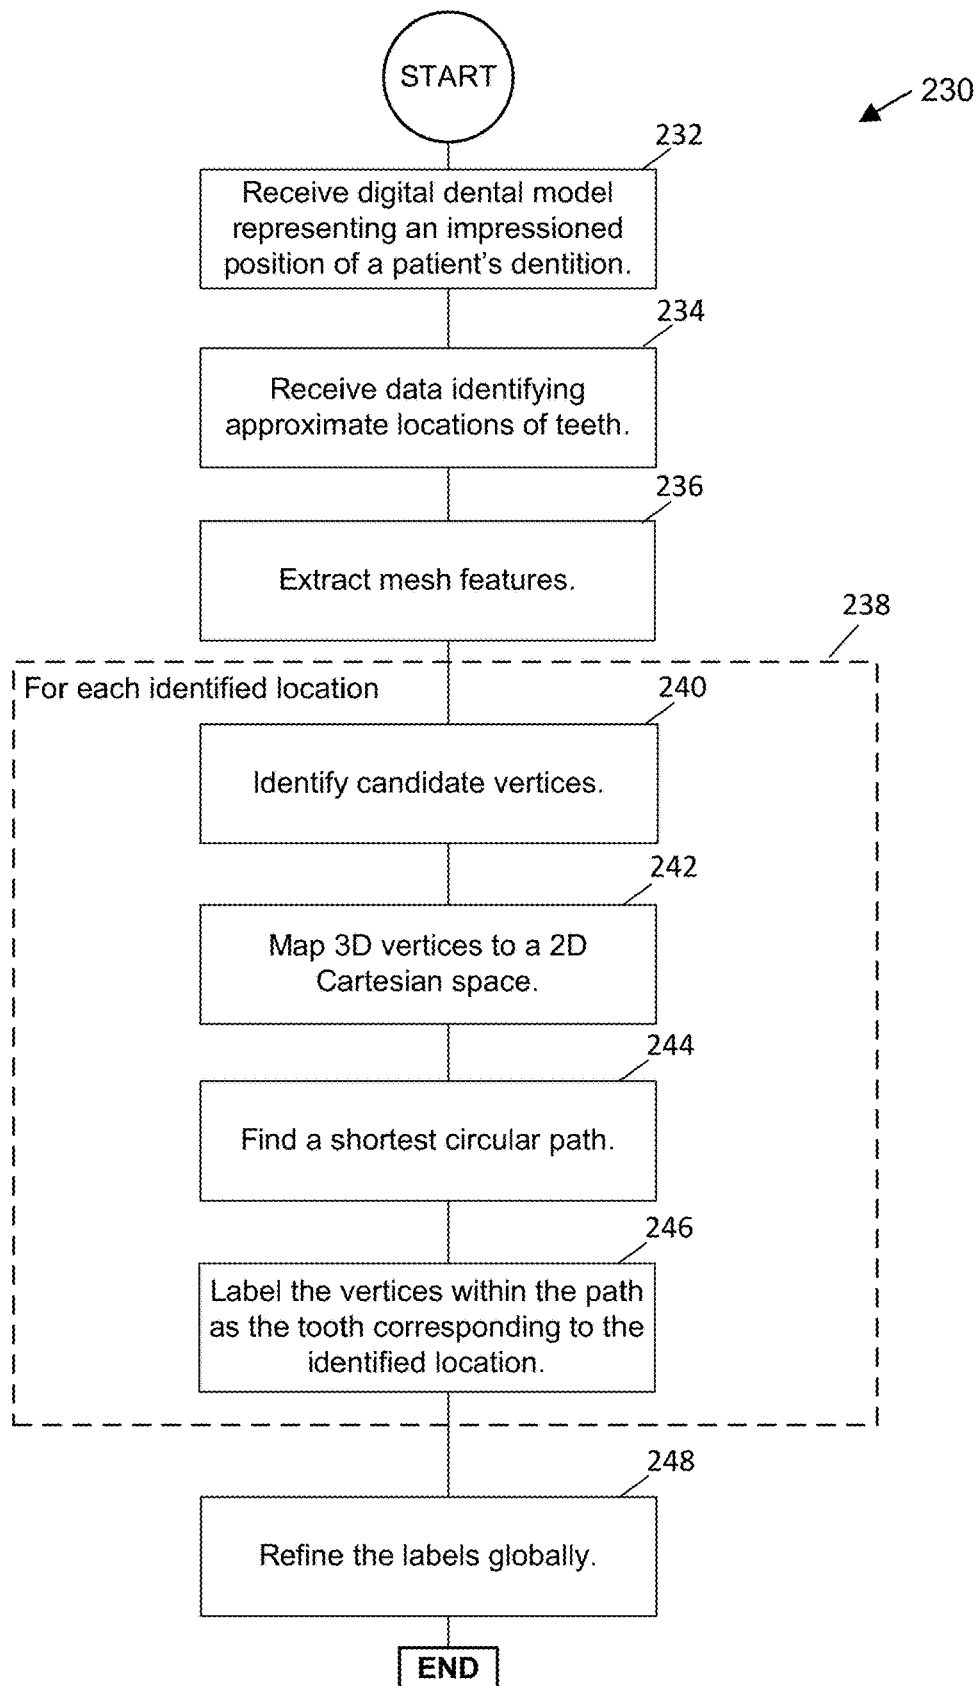 START
230
232
Receive digital dental model
representing an impressioned
position of a patient's dentition.
234
Receive data identifying
approximate locations of teeth.
236
Extract mesh features.
238
For each identified location
240
Identify candidate vertices.
242
Map 3D vertices to a 2D
Cartesian space.
244
Find a shortest circular path.
246
Label the vertices within the path
as the tooth corresponding to the
identified location.
248
Refine the labels globally.
END